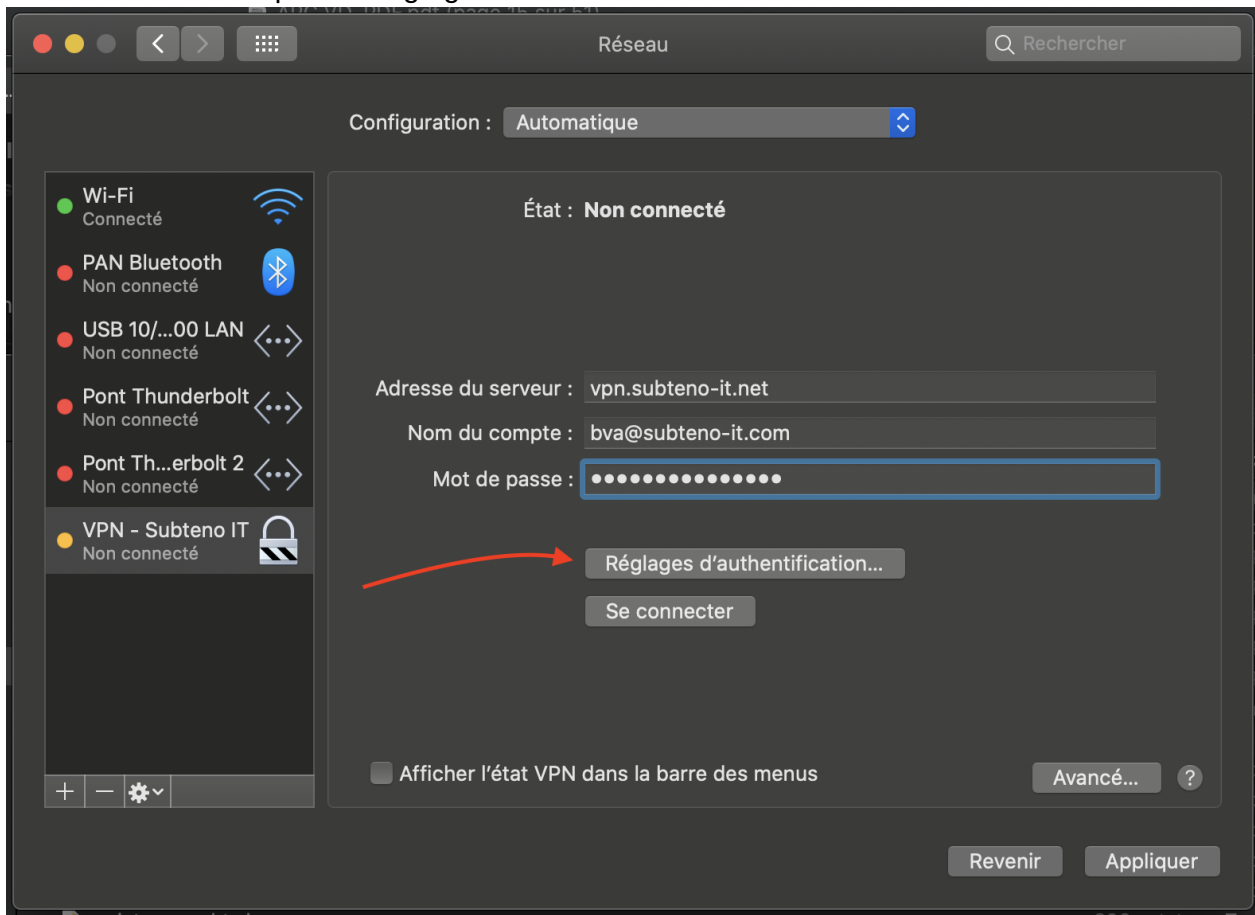 Réseau
Rechercher
Configuration : Automatique
Wi-Fi
Connecté
PAN Bluetooth
Non connecté
USB 10/...00 LAN
Non connecté
Pont Thunderbolt
Non connecté
Pont Th...erbolt 2
Non connecté
VPN - Subteno IT
Non connecté
État : Non connecté
Adresse du serveur : vpn.subteno-it.net
Nom du compte : bva@subteno-it.com
Mot de passe : •••••••••••••••
Réglages d'authentification...
Se connecter
Afficher l'état VPN dans la barre des menus
Avancé... ?
Revenir Appliquer